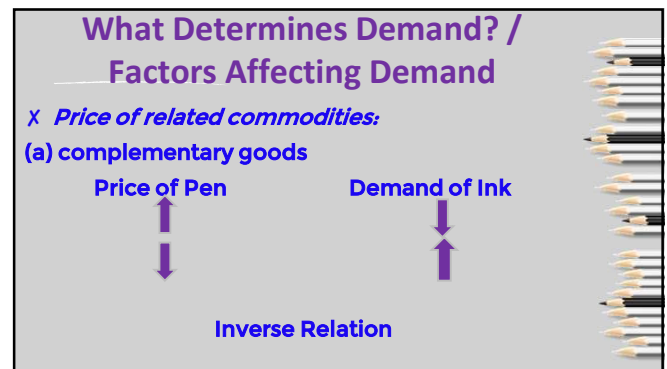 What Determines Demand? /
Factors Affecting Demand
✗ Price of related commodities:
(a) complementary goods
Price of Pen Demand of Ink
Inverse Relation